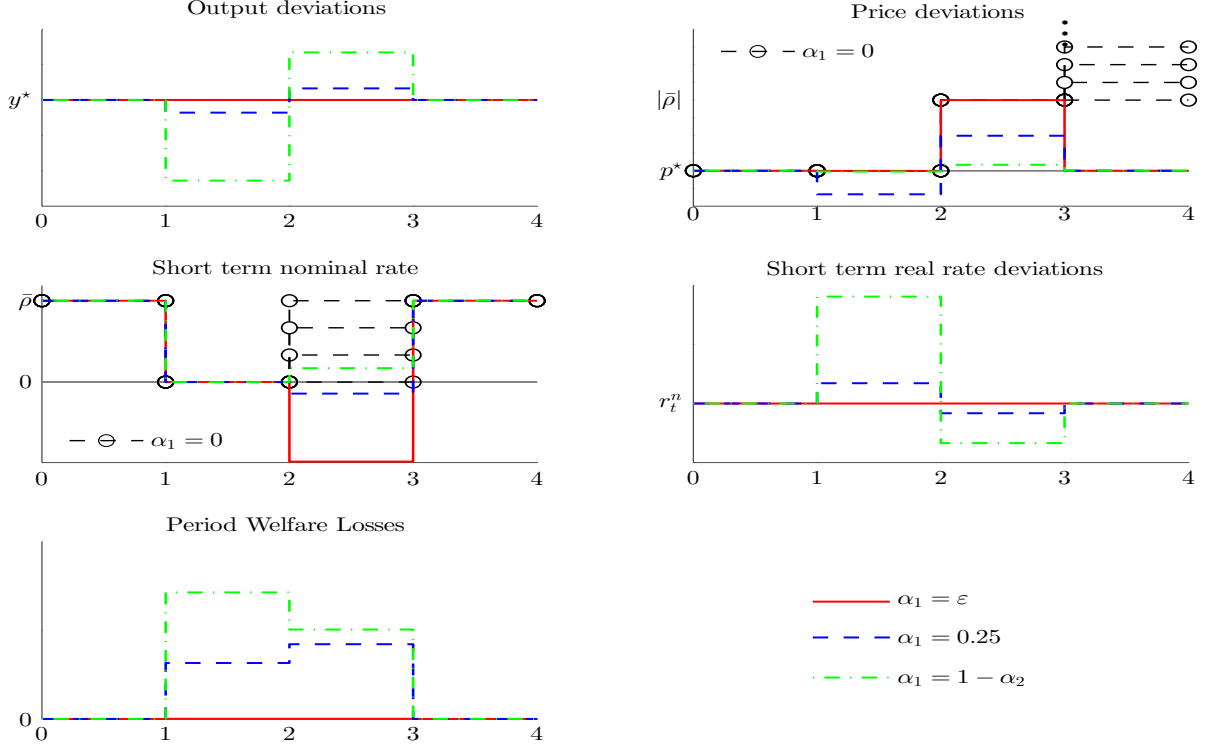 Output deviations
y⋆
0 1 2 3 4
Price deviations
α₁ = 0
|ρ̄|
p⋆
0 1 2 3 4
Short term nominal rate
ρ̄
0
α₁ = 0
0 1 2 3 4
Short term real rate deviations
rₜⁿ
0 1 2 3 4
Period Welfare Losses
0
0 1 2 3 4
α₁ = ε
α₁ = 0.25
α₁ = 1 − α₂